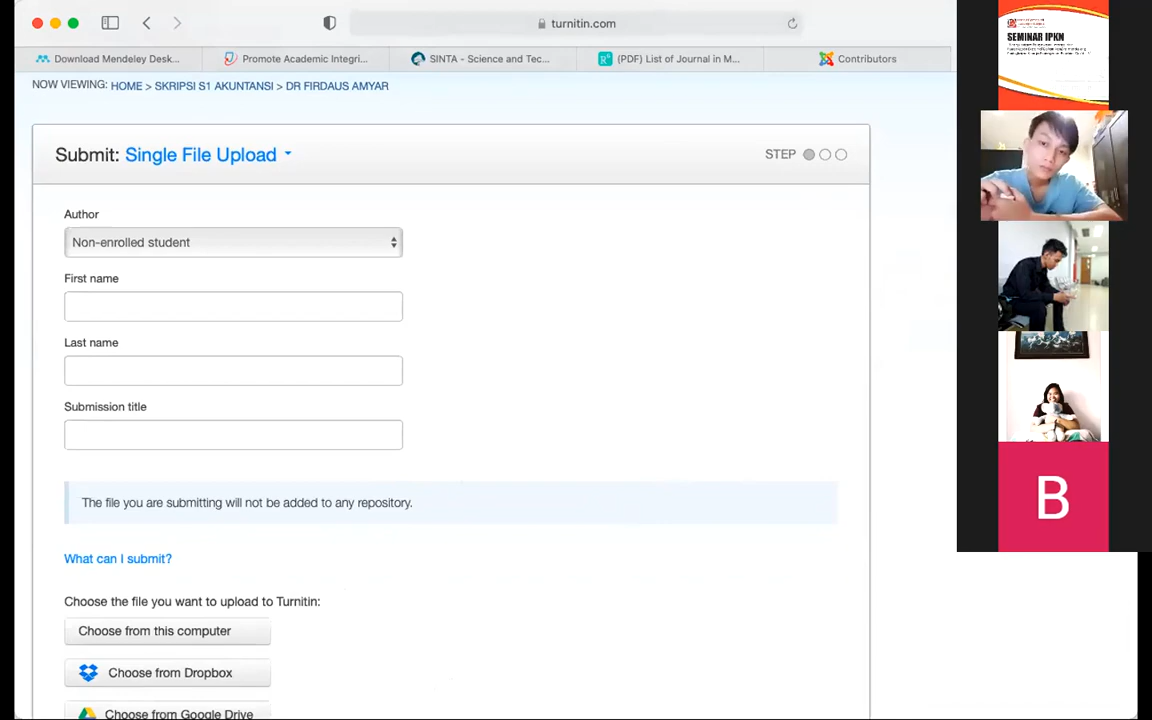 turnitin.com
Download Mendeley Desk...
Promote Academic Integri...
SINTA - Science and Tec...
(PDF) List of Journal in M...
Contributors
NOW VIEWING: HOME > SKRIPSI S1 AKUNTANSI > DR FIRDAUS AMYAR
Submit: Single File Upload
STEP
Author
Non-enrolled student
First name
Last name
Submission title
The file you are submitting will not be added to any repository.
What can I submit?
Choose the file you want to upload to Turnitin:
Choose from this computer
Choose from Dropbox
Choose from Google Drive
SEMINAR IPKN
B